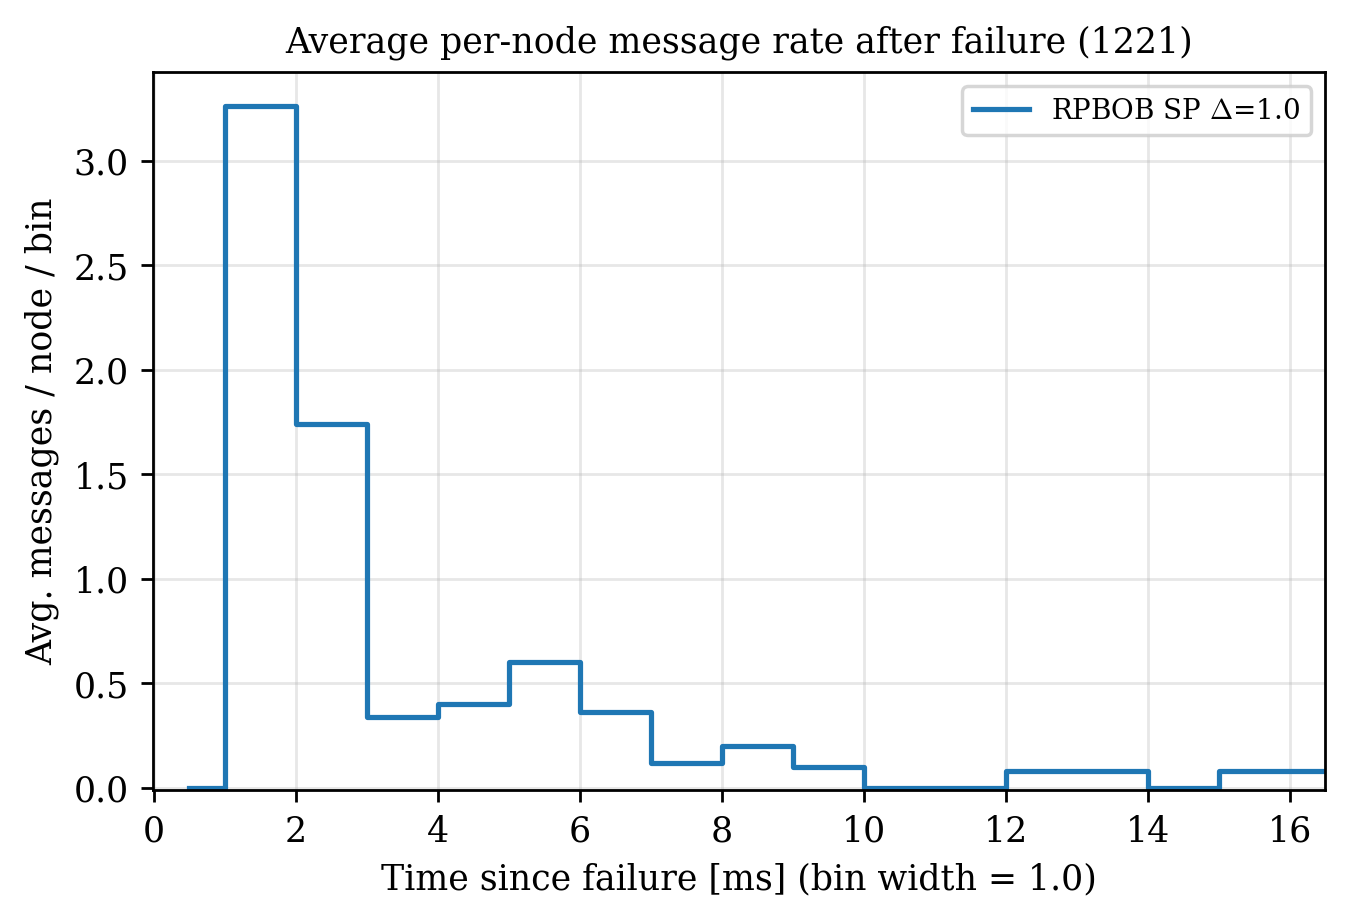 Average per-node message rate after failure (1221)
RPBOB SP Δ=1.0
Avg. messages / node / bin
3.0
2.5
2.0
1.5
1.0
0.5
0.0
0 2 4 6 8 10 12 14 16
Time since failure [ms] (bin width = 1.0)